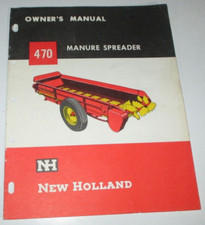 OWNER'S MANUAL
470 MANURE SPREADER
NH
NEW HOLLAND